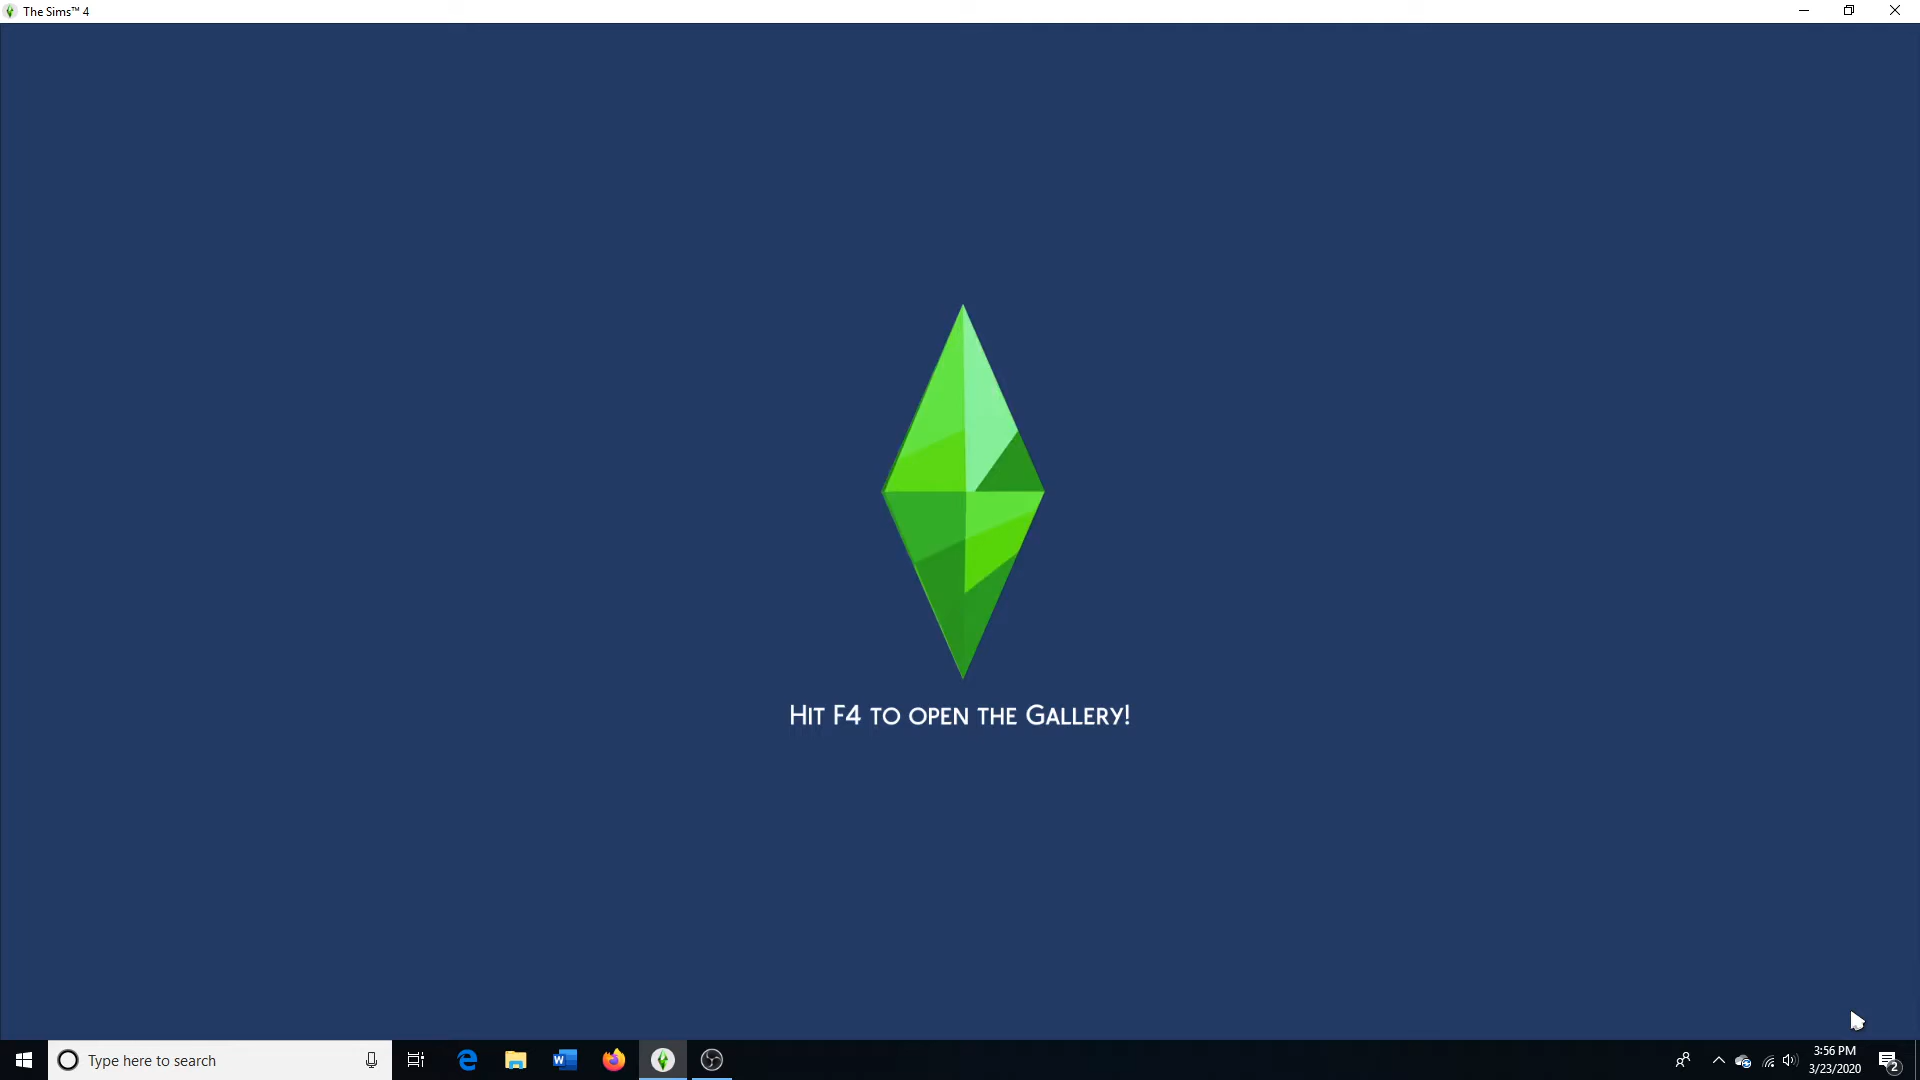 The Sims™ 4
Hit F4 to open the Gallery!
Type here to search
W
3:56 PM
3/23/2020
2